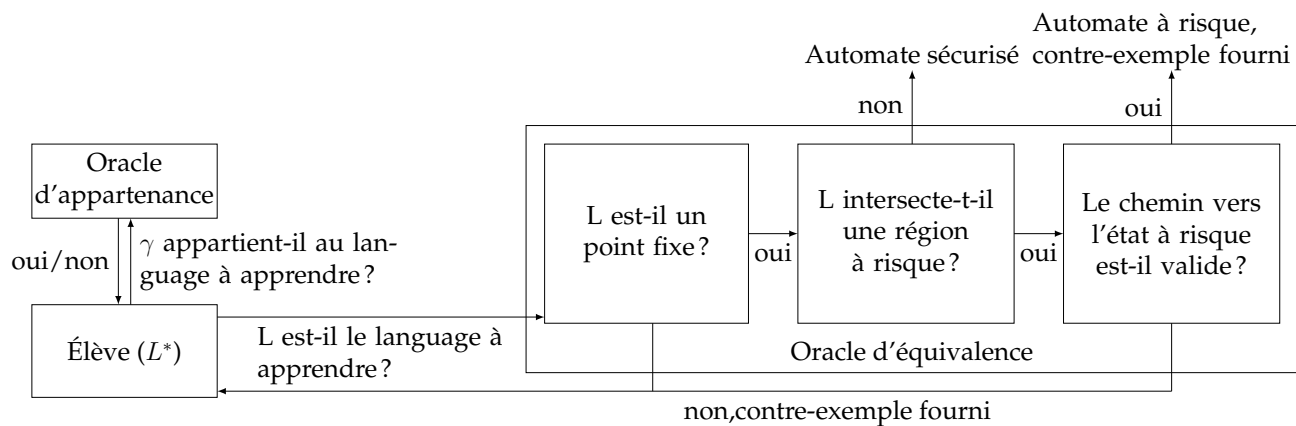 Automate à risque,
Automate sécurisé contre-exemple fourni
non
oui
Oracle
d'appartenance
oui/non
γ appartient-il au lan-
guage à apprendre ?
Élève (L*)
L est-il le language à
apprendre ?
L est-il un
point fixe ?
oui
L intersecte-t-il
une région
à risque ?
oui
Le chemin vers
l'état à risque
est-il valide ?
Oracle d'équivalence
non,contre-exemple fourni